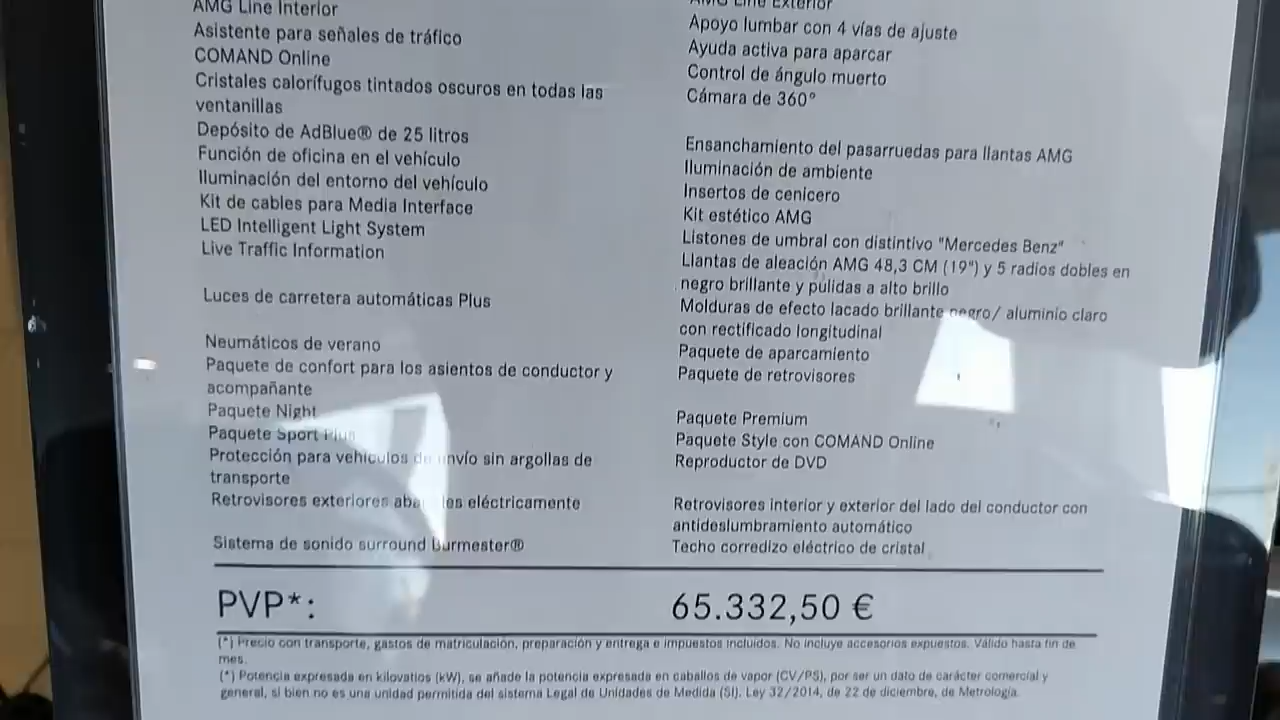 AMG Line Interior
Asistente para señales de tráfico
COMAND Online
Cristales calorífugos tintados oscuros en todas las
ventanillas
Depósito de AdBlue® de 25 litros
Función de oficina en el vehículo
Iluminación del entorno del vehículo
Kit de cables para Media Interface
LED Intelligent Light System
Live Traffic Information
Luces de carretera automáticas Plus
Neumáticos de verano
Paquete de confort para los asientos de conductor y
acompañante
Paquete Night
Paquete Sport Plus
Protección para vehículos de envío sin argollas de
transporte
Retrovisores exteriores eléctricamente
Sistema de sonido surround Burmester®
AMG Line Exterior
Apoyo lumbar con 4 vías de ajuste
Ayuda activa para aparcar
Control de ángulo muerto
Cámara de 360°
Ensanchamiento del pasarruedas para llantas AMG
Iluminación de ambiente
Insertos de cenicero
Kit estético AMG
Listones de umbral con distintivo "Mercedes Benz"
Llantas de aleación AMG 48,3 CM (19") y 5 radios dobles en
negro brillante y pulidas a alto brillo
Molduras de efecto lacado brillante negro/ aluminio claro
con rectificado longitudinal
Paquete de aparcamiento
Paquete de retrovisores
Paquete Premium
Paquete Style con COMAND Online
Reproductor de DVD
Retrovisores interior y exterior del lado del conductor con
antideslumbramiento automático
Techo corredizo eléctrico de cristal
PVP*: 65.332,50 €
(*) Precio con transporte, gastos de matriculación, preparación y entrega e impuestos incluidos. No incluye accesorios expuestos. Válido hasta fin de
mes.
(*) Potencia expresada en kilovatios (kW), se añade la potencia expresada en caballos de vapor (CV/PS), por ser un dato de carácter comercial y
general, si bien no es una unidad permitida del sistema Legal de Unidades de Medida (SI). Ley 32/2014, de 22 de diciembre, de Metrología.